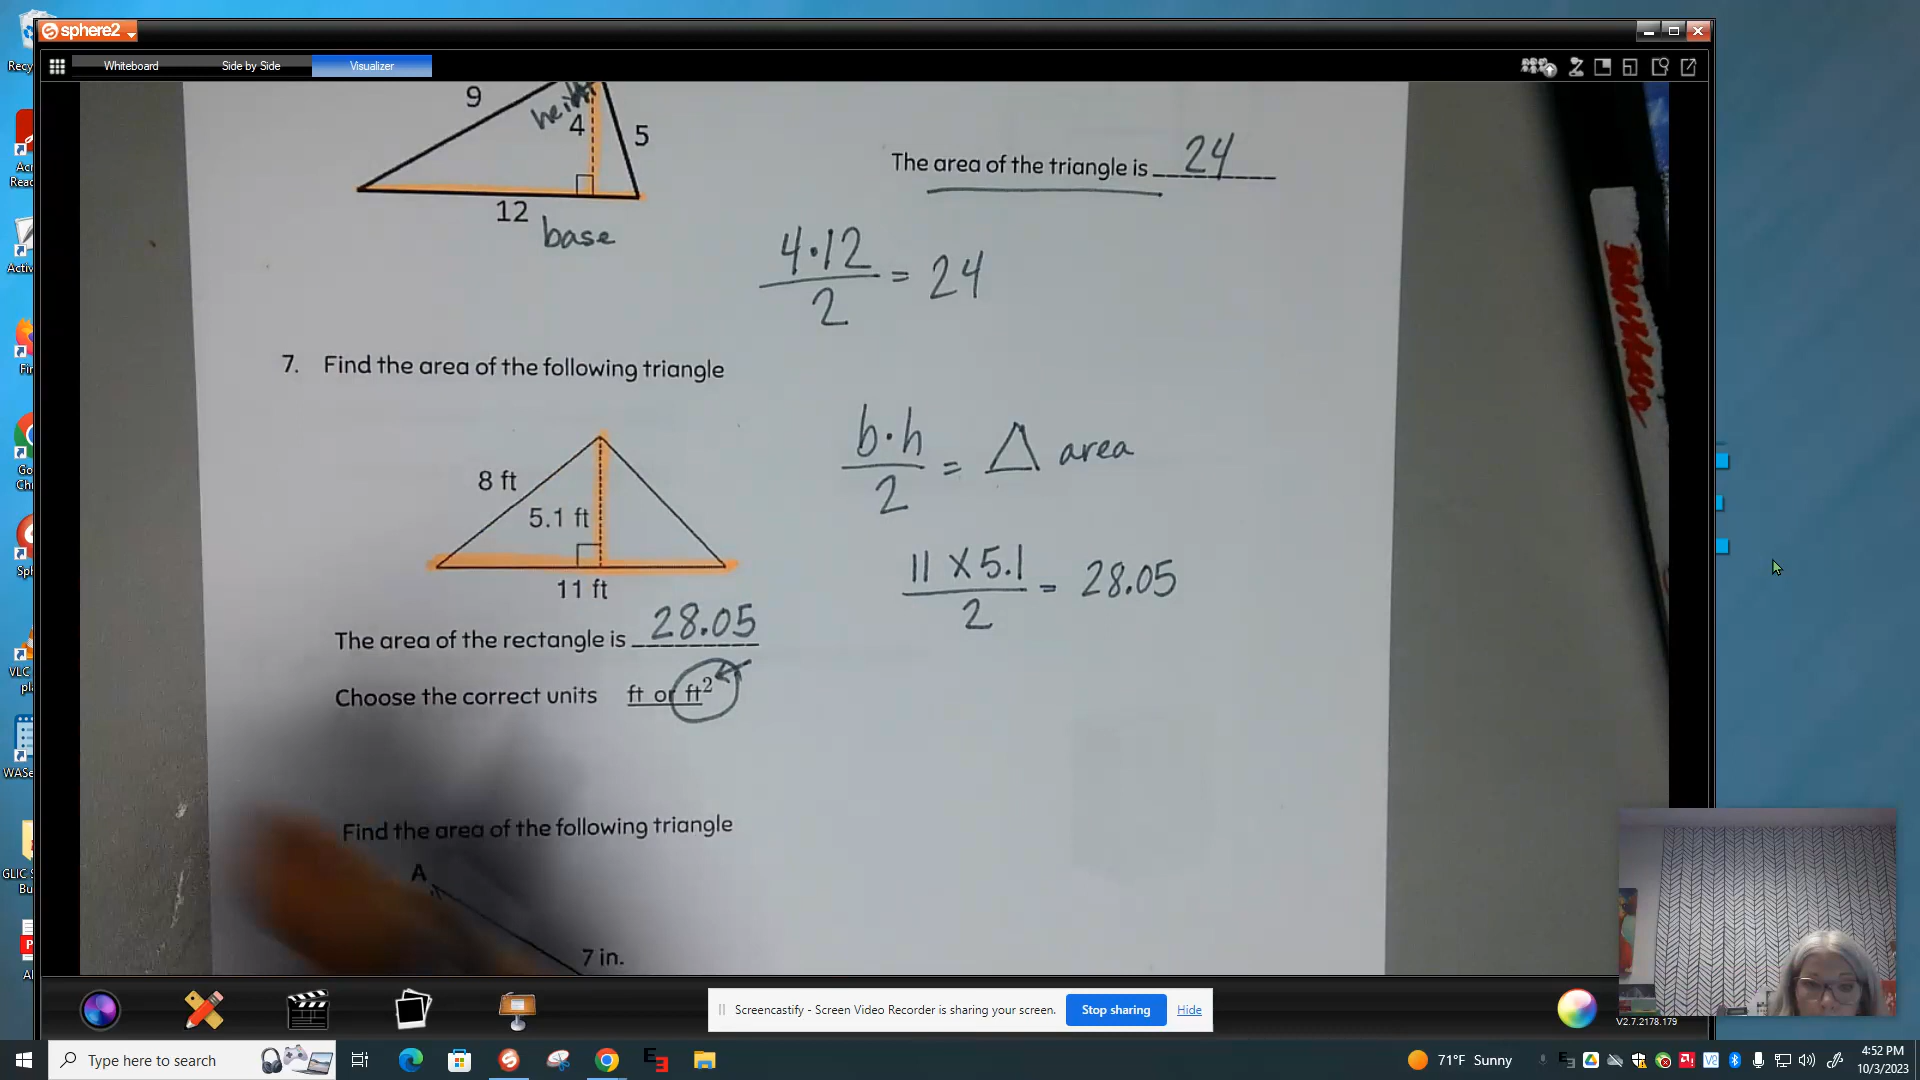 sphere2
Whiteboard Side by Side Visualizer
9
height
4
5
12
base
The area of the triangle is 24
4·12
2
= 24
7. Find the area of the following triangle
8 ft
5.1 ft
11 ft
b·h
2
= △ area
11 x 5.1
2
= 28.05
The area of the rectangle is 28.05
Choose the correct units ft or ft²
Find the area of the following triangle
A
7 in.
Screencastify - Screen Video Recorder is sharing your screen. Stop sharing Hide
V2.7.2178.179
Type here to search
71°F Sunny
4:52 PM
10/3/2023